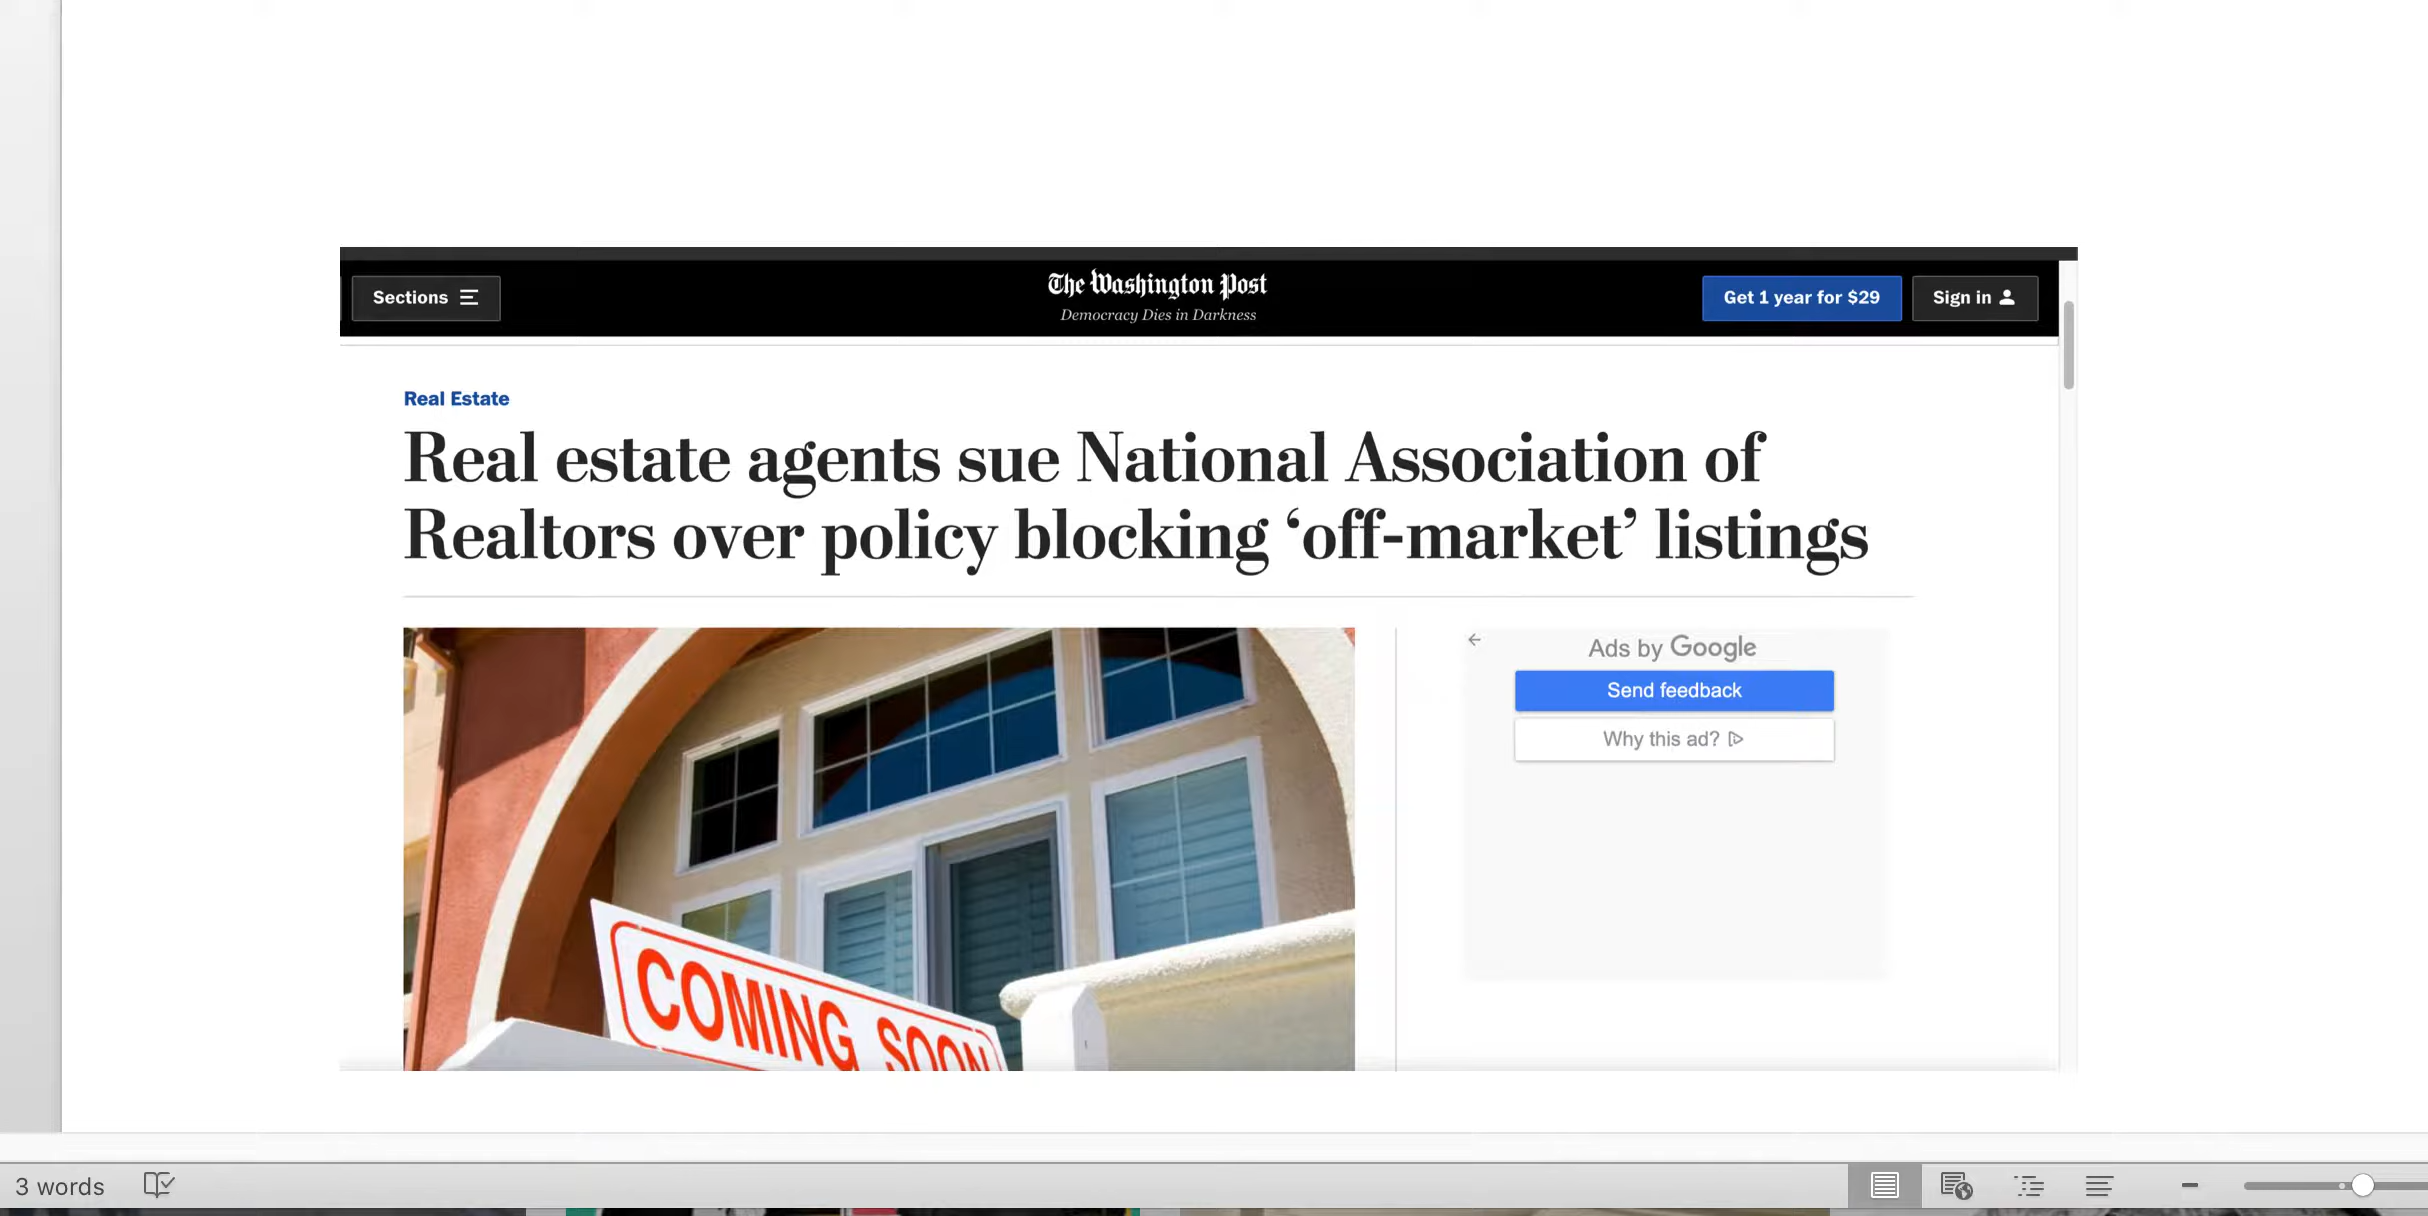 Sections
The Washington Post
Democracy Dies in Darkness
Get 1 year for $29
Sign in
Real Estate
Real estate agents sue National Association of
Realtors over policy blocking ‘off-market’ listings
Ads by Google
Send feedback
Why this ad?
COMING SOON
3 words